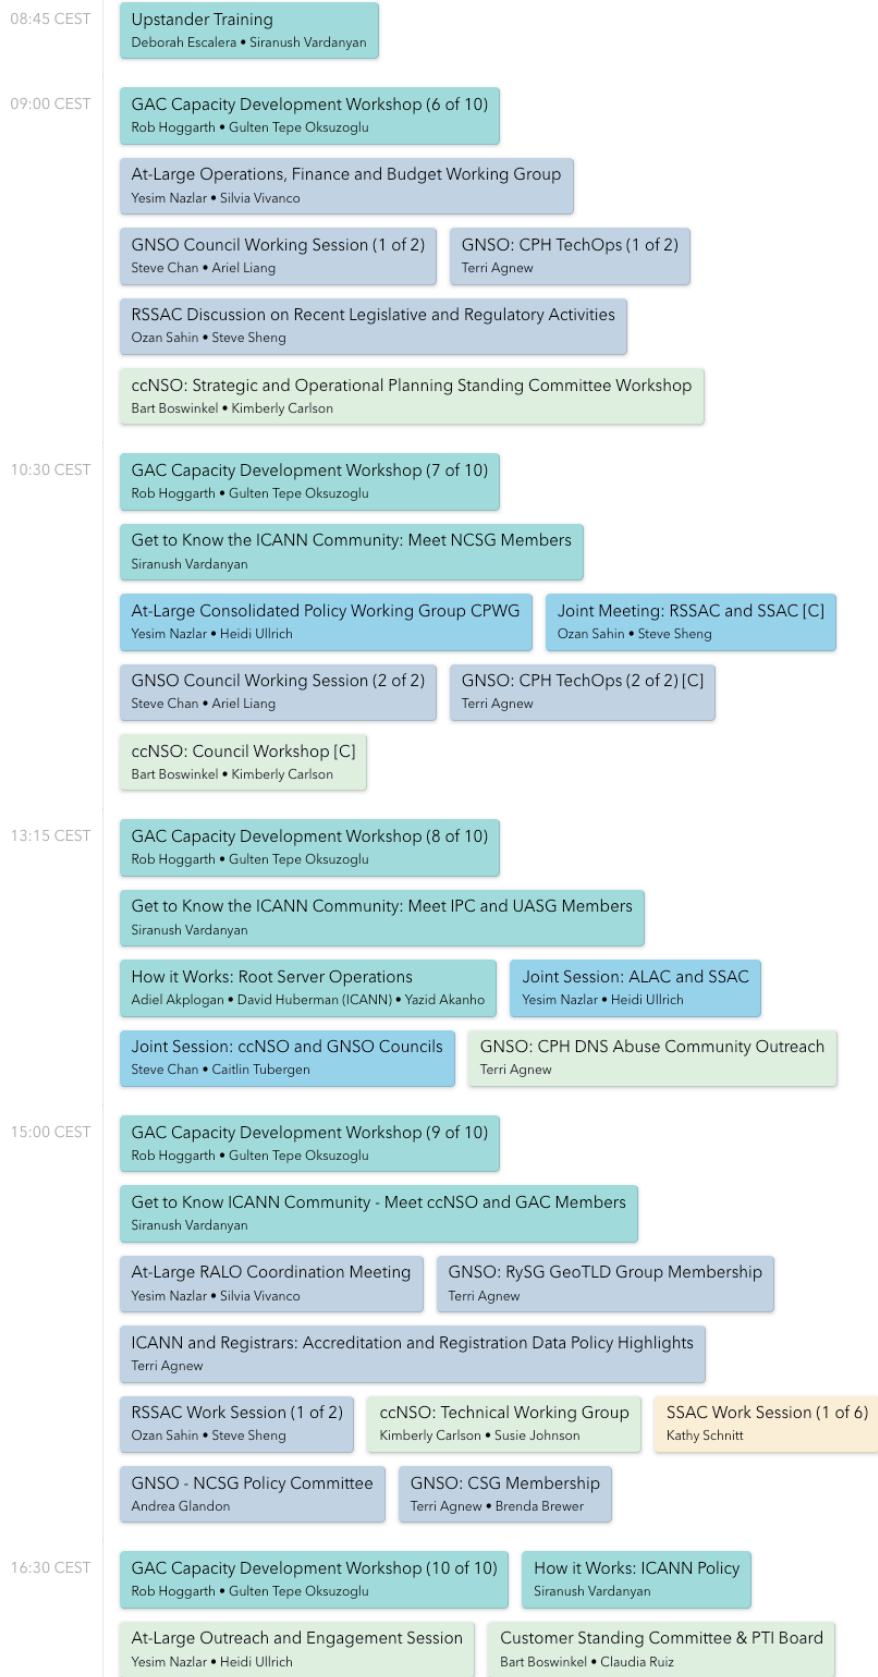 08:45 CEST
Upstander Training
Deborah Escalera • Siranush Vardanyan
09:00 CEST
GAC Capacity Development Workshop (6 of 10)
Rob Hoggarth • Gulten Tepe Oksuzoglu
At-Large Operations, Finance and Budget Working Group
Yesim Nazlar • Silvia Vivanco
GNSO Council Working Session (1 of 2)
Steve Chan • Ariel Liang
GNSO: CPH TechOps (1 of 2)
Terri Agnew
RSSAC Discussion on Recent Legislative and Regulatory Activities
Ozan Sahin • Steve Sheng
ccNSO: Strategic and Operational Planning Standing Committee Workshop
Bart Boswinkel • Kimberly Carlson
10:30 CEST
GAC Capacity Development Workshop (7 of 10)
Rob Hoggarth • Gulten Tepe Oksuzoglu
Get to Know the ICANN Community: Meet NCSG Members
Siranush Vardanyan
At-Large Consolidated Policy Working Group CPWG
Yesim Nazlar • Heidi Ullrich
Joint Meeting: RSSAC and SSAC [C]
Ozan Sahin • Steve Sheng
GNSO Council Working Session (2 of 2)
Steve Chan • Ariel Liang
GNSO: CPH TechOps (2 of 2) [C]
Terri Agnew
ccNSO: Council Workshop [C]
Bart Boswinkel • Kimberly Carlson
13:15 CEST
GAC Capacity Development Workshop (8 of 10)
Rob Hoggarth • Gulten Tepe Oksuzoglu
Get to Know the ICANN Community: Meet IPC and UASG Members
Siranush Vardanyan
How it Works: Root Server Operations
Adiel Akplogan • David Huberman (ICANN) • Yazid Akanho
Joint Session: ALAC and SSAC
Yesim Nazlar • Heidi Ullrich
Joint Session: ccNSO and GNSO Councils
Steve Chan • Caitlin Tubergen
GNSO: CPH DNS Abuse Community Outreach
Terri Agnew
15:00 CEST
GAC Capacity Development Workshop (9 of 10)
Rob Hoggarth • Gulten Tepe Oksuzoglu
Get to Know ICANN Community - Meet ccNSO and GAC Members
Siranush Vardanyan
At-Large RALO Coordination Meeting
Yesim Nazlar • Silvia Vivanco
GNSO: RySG GeoTLD Group Membership
Terri Agnew
ICANN and Registrars: Accreditation and Registration Data Policy Highlights
Terri Agnew
RSSAC Work Session (1 of 2)
Ozan Sahin • Steve Sheng
ccNSO: Technical Working Group
Kimberly Carlson • Susie Johnson
SSAC Work Session (1 of 6)
Kathy Schnitt
GNSO - NCSG Policy Committee
Andrea Glandon
GNSO: CSG Membership
Terri Agnew • Brenda Brewer
16:30 CEST
GAC Capacity Development Workshop (10 of 10)
Rob Hoggarth • Gulten Tepe Oksuzoglu
How it Works: ICANN Policy
Siranush Vardanyan
At-Large Outreach and Engagement Session
Yesim Nazlar • Heidi Ullrich
Customer Standing Committee & PTI Board
Bart Boswinkel • Claudia Ruiz